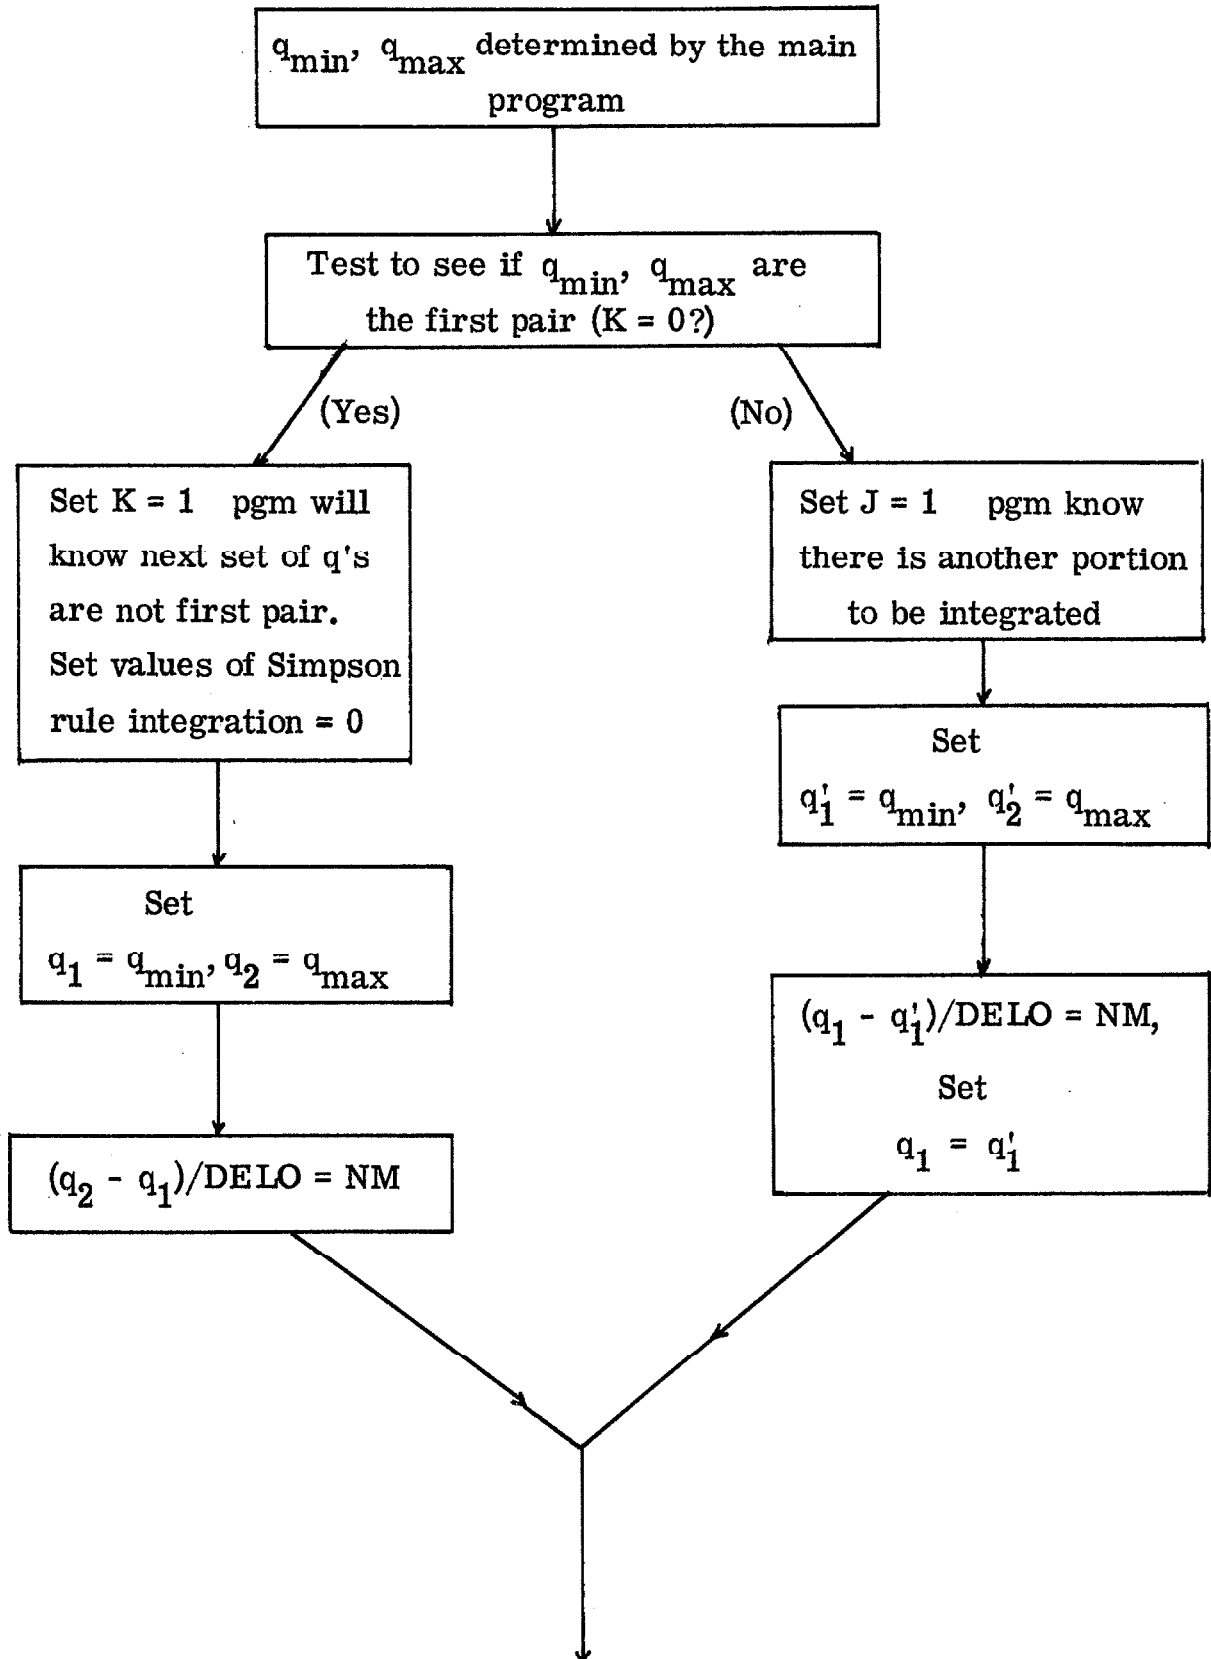 q_min, q_max determined by the main
program
Test to see if q_min, q_max are
the first pair (K = 0?)
(Yes)
(No)
Set K = 1 pgm will
know next set of q's
are not first pair.
Set values of Simpson
rule integration = 0
Set
q_1 = q_min, q_2 = q_max
(q_2 - q_1)/DELO = NM
Set J = 1 pgm know
there is another portion
to be integrated
Set
q'_1 = q_min, q'_2 = q_max
(q_1 - q'_1)/DELO = NM,
Set
q_1 = q'_1